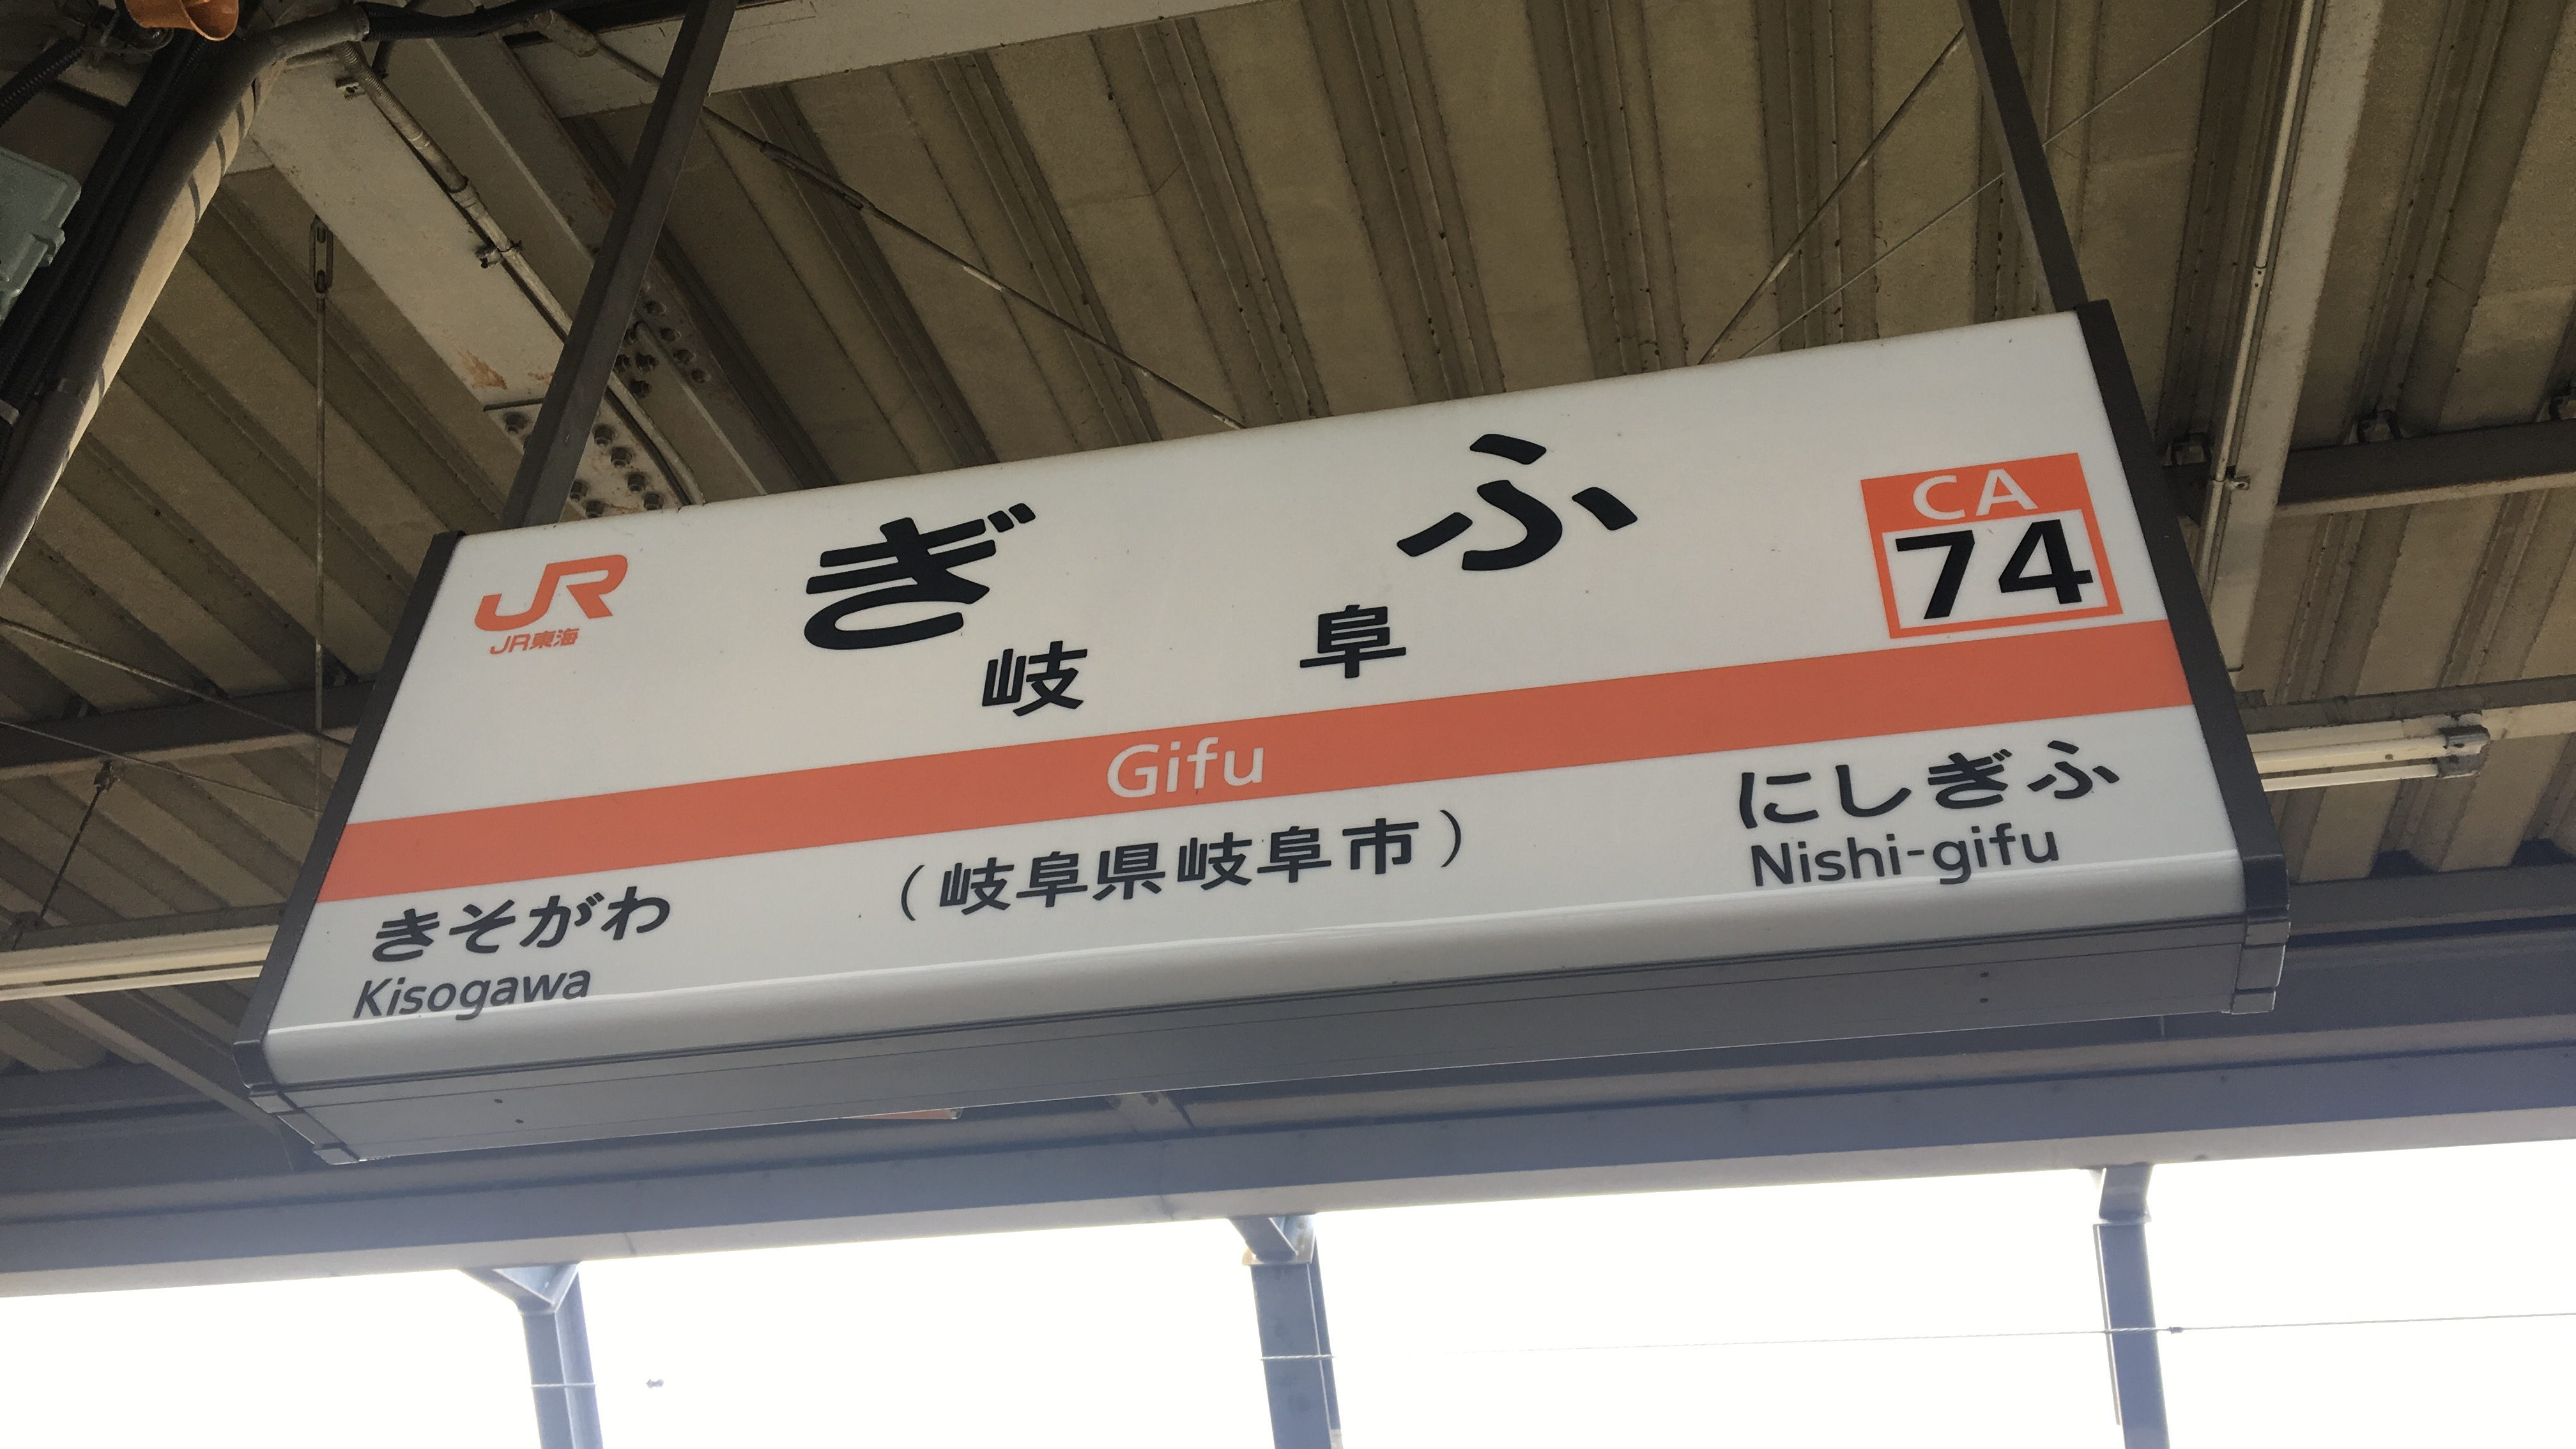 JR
JR東海
ぎふ
CA
74
岐阜
Gifu
きそがわ
Kisogawa
（岐阜県岐阜市）
にしぎふ
Nishi-gifu